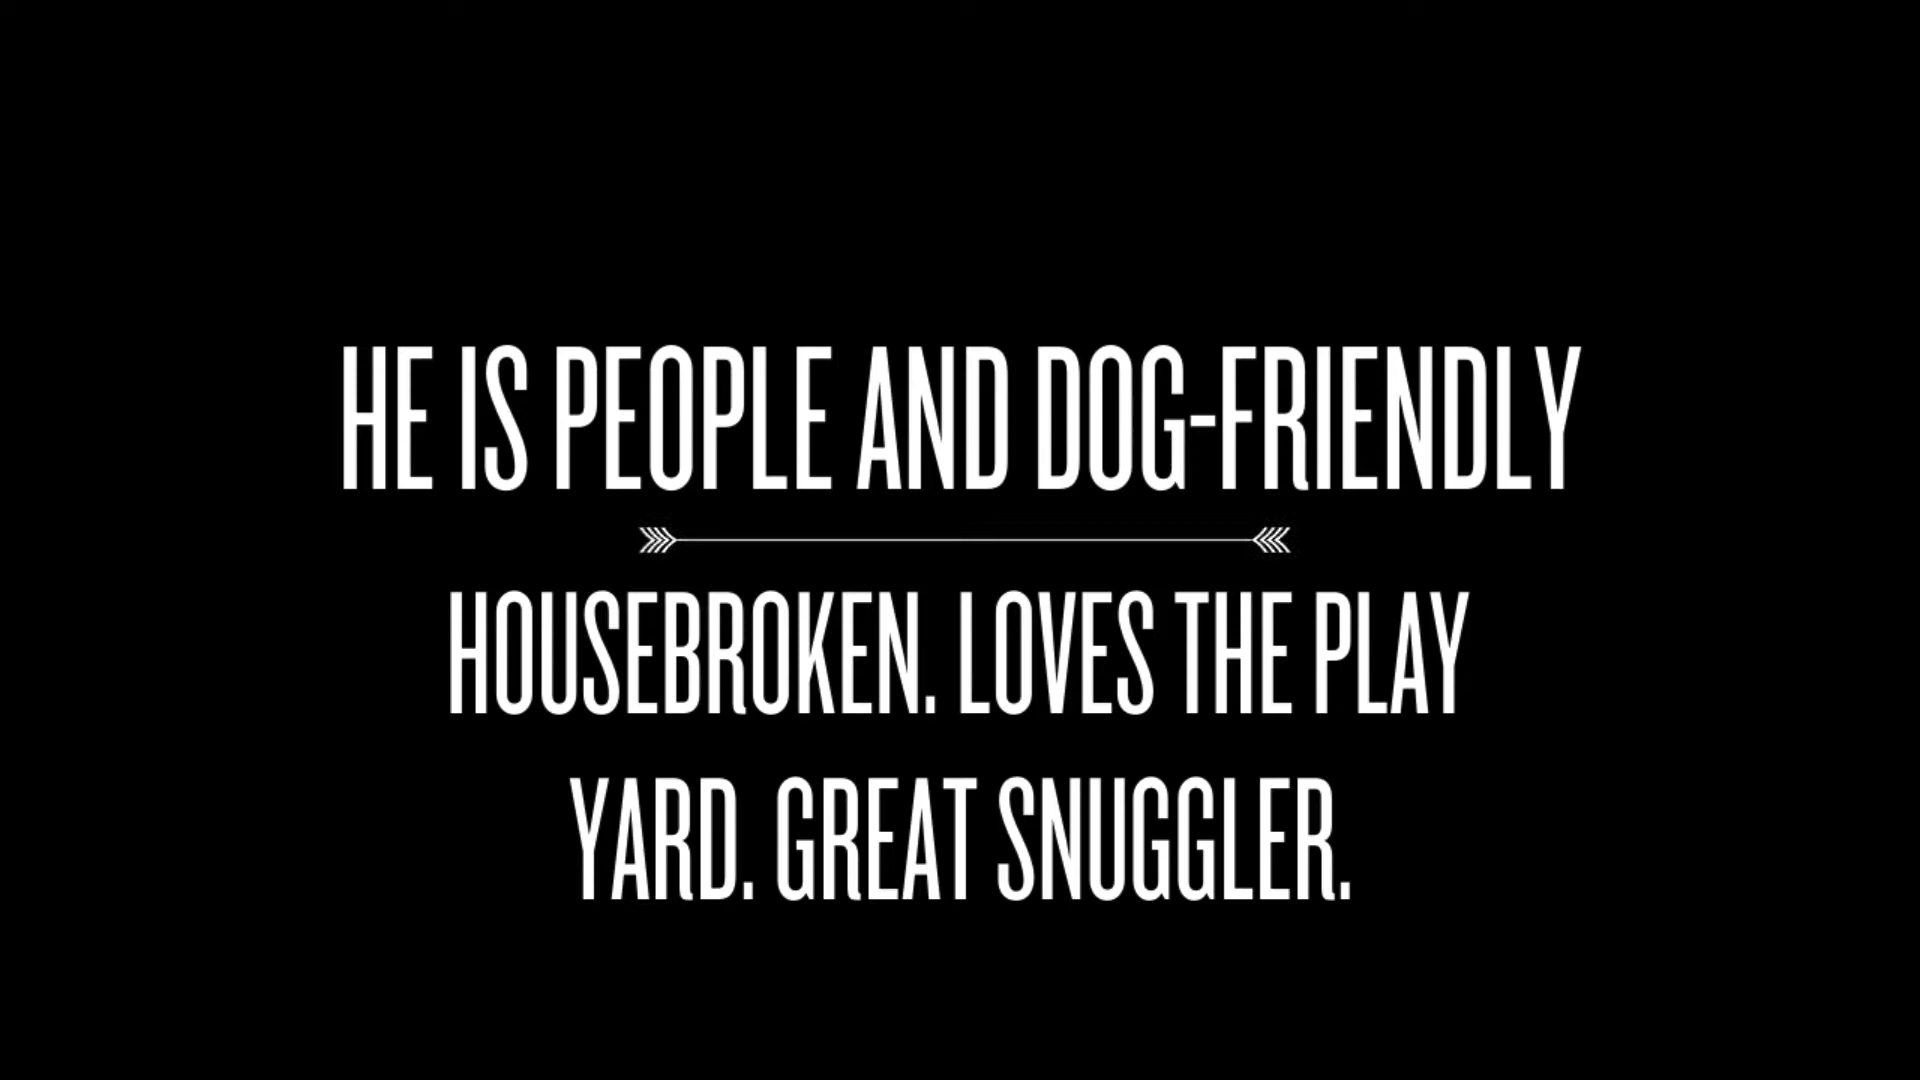 HE IS PEOPLE AND DOG-FRIENDLY
HOUSEBROKEN. LOVES THE PLAY
YARD. GREAT SNUGGLER.